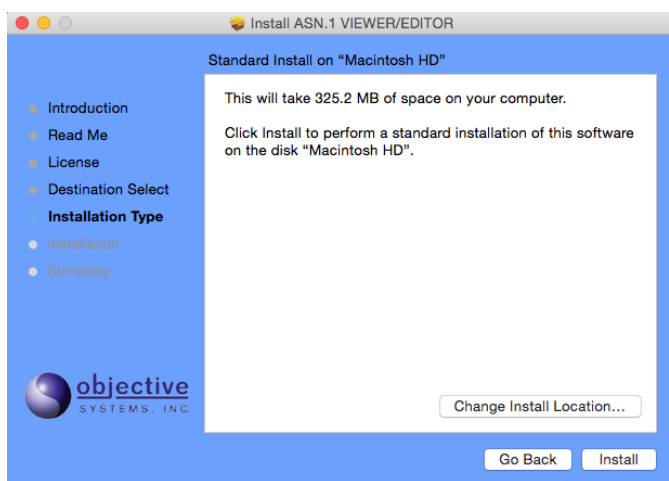 Install ASN.1 VIEWER/EDITOR
Standard Install on “Macintosh HD”
Introduction
Read Me
License
Destination Select
Installation Type
Installation
Summary
This will take 325.2 MB of space on your computer.
Click Install to perform a standard installation of this software
on the disk “Macintosh HD”.
objective
SYSTEMS, INC.
Change Install Location...
Go Back
Install